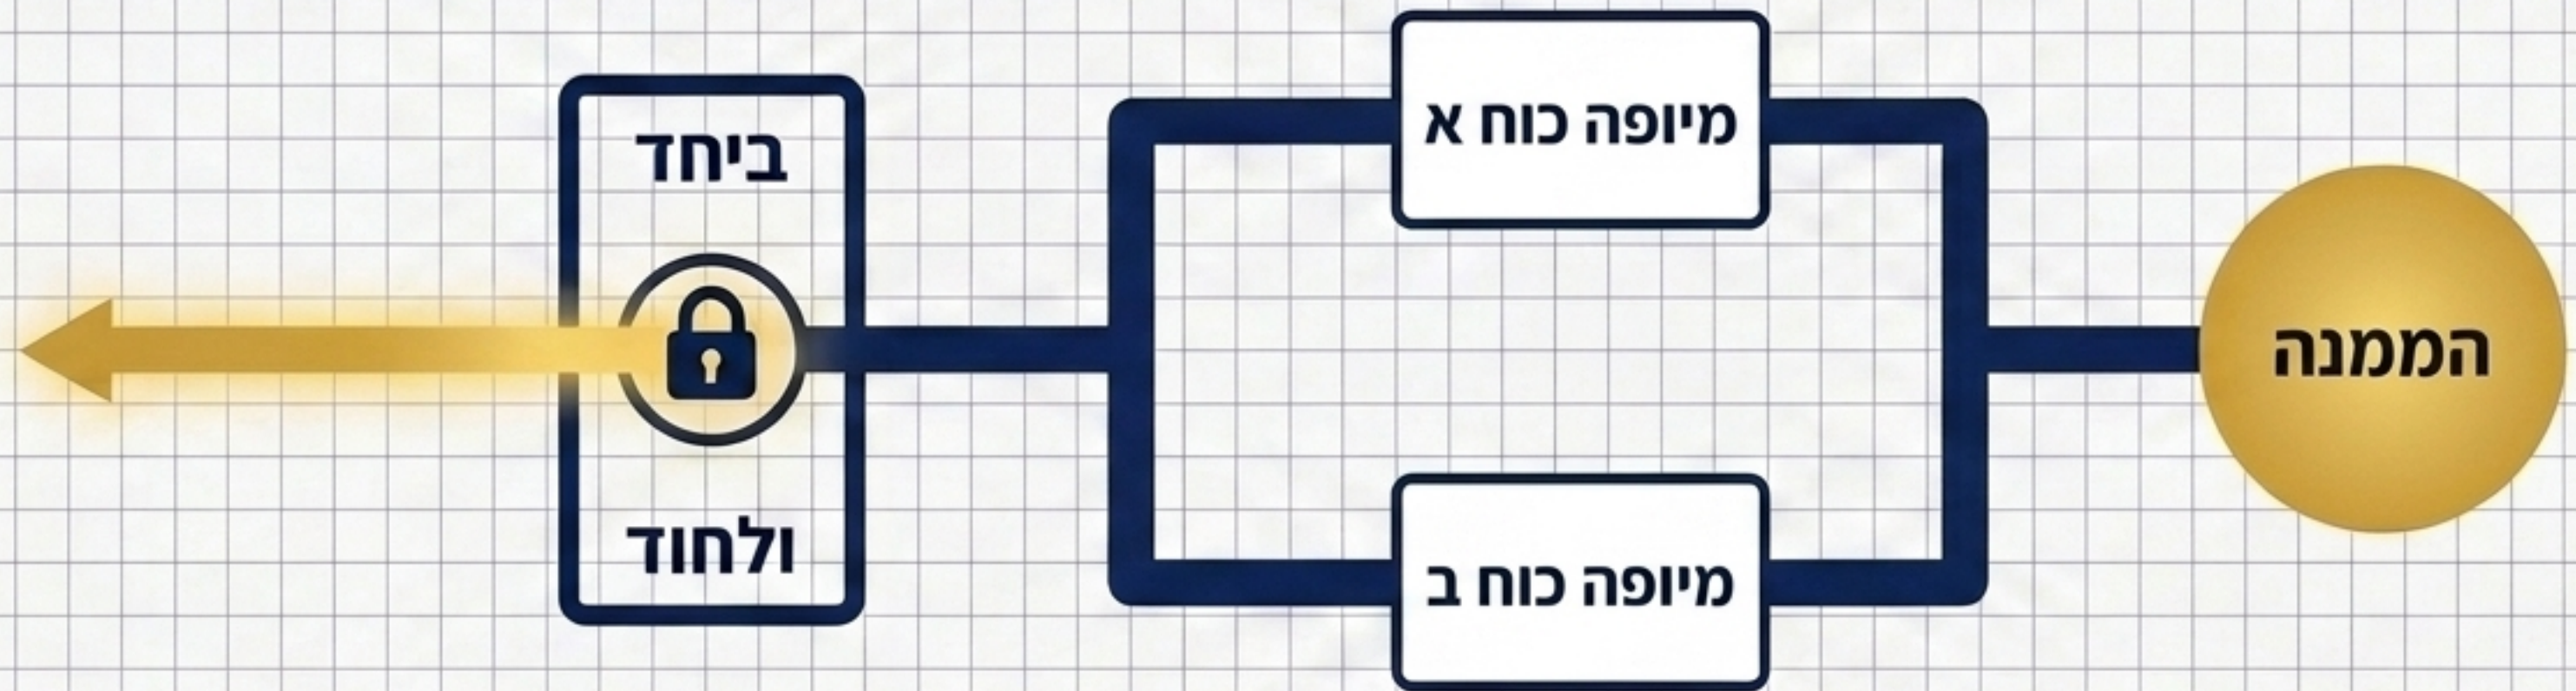 הממנה
מיופה כוח א
מיופה כוח ב
ביחד
ולחוד